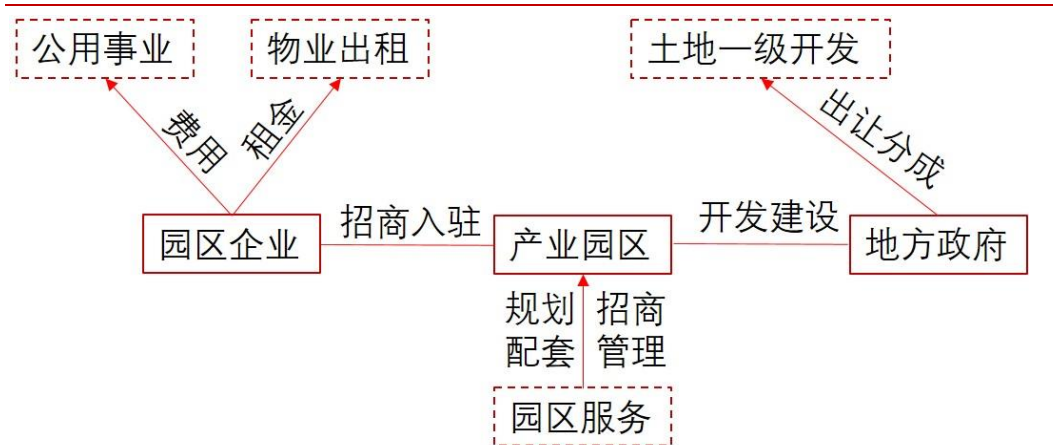 公用事业
物业出租
土地一级开发
费用
租金
出让分成
园区企业
招商入驻
产业园区
开发建设
地方政府
规划
配套
招商
管理
园区服务